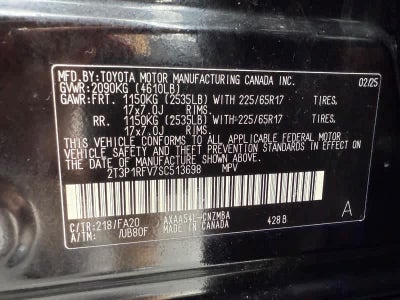 MFD.BY:TOYOTA MOTOR MANUFACTURING CANADA INC.
02/25
GVWR: 2090KG (4610LB)
GAWR:FRT. 1150KG (2535LB) WITH 225/65R17 TIRES,
17x7.0J RIMS,
RR. 1150KG (2535LB) WITH 225/65R17 TIRES,
17x7.0J RIMS,
THIS VEHICLE CONFORMS TO ALL APPLICABLE FEDERAL MOTOR
VEHICLE SAFETY AND THEFT PREVENTION STANDARDS IN EFFECT ON
THE DATE OF MANUFACTURE SHOWN ABOVE.
2T3P1RFV7SC513698 MPV
C/TR:218/FA20 AXAA54L-CNZMBA 428B A
A/TM: /UB80F MADE IN CANADA